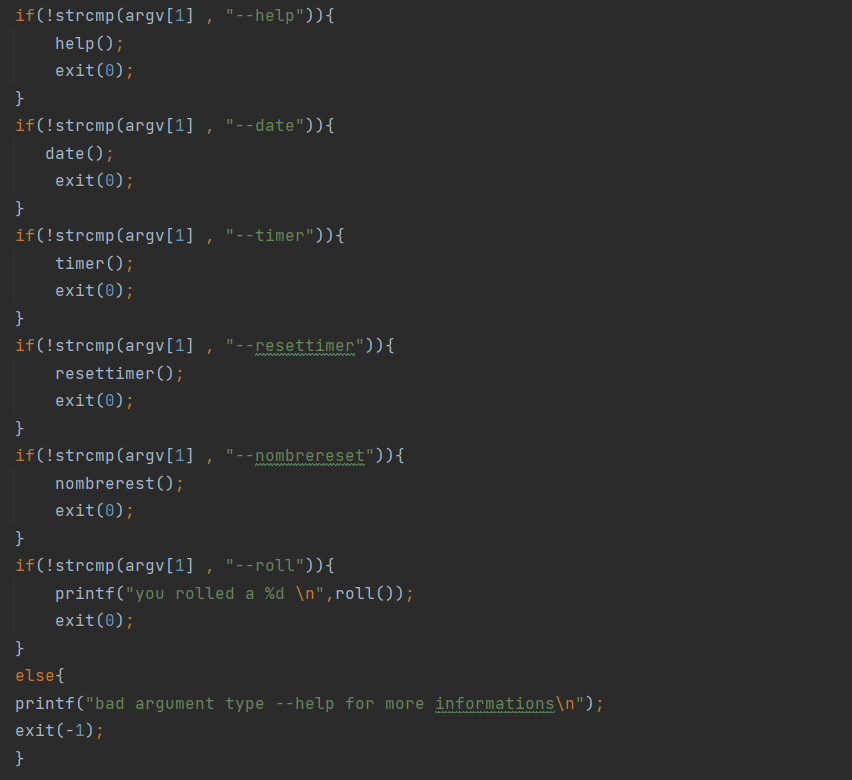 if(!strcmp(argv[1] , "--help")){
    help();
    exit(0);
}
if(!strcmp(argv[1] , "--date")){
   date();
    exit(0);
}
if(!strcmp(argv[1] , "--timer")){
    timer();
    exit(0);
}
if(!strcmp(argv[1] , "--resettimer")){
    resettimer();
    exit(0);
}
if(!strcmp(argv[1] , "--nombrereset")){
    nombrerest();
    exit(0);
}
if(!strcmp(argv[1] , "--roll")){
    printf("you rolled a %d \n",roll());
    exit(0);
}
else{
printf("bad argument type --help for more informations\n");
exit(-1);
}